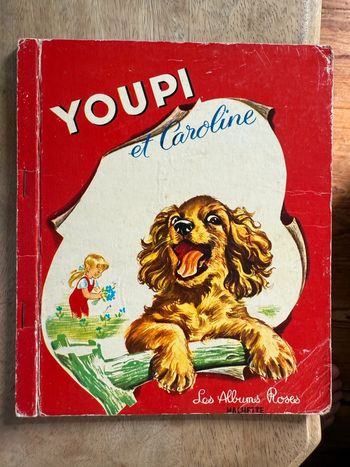 YOUPI
et Caroline
Les Albums Roses
HACHETTE